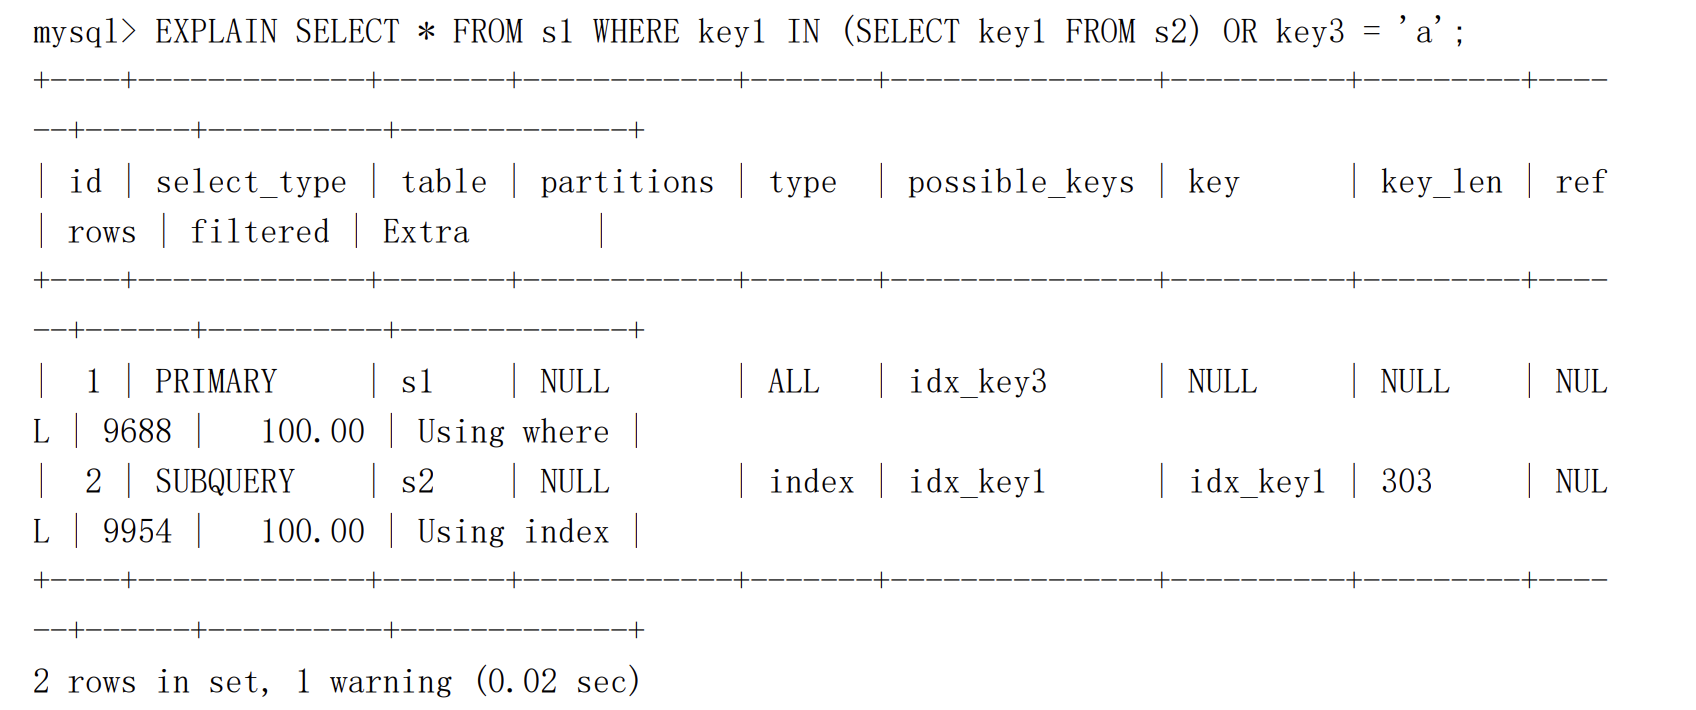 mysql> EXPLAIN SELECT * FROM s1 WHERE key1 IN (SELECT key1 FROM s2) OR key3 = 'a';
+----+-------------+-------+------------+-------+---------------+----------+---------+----
--+------+----------+-------------+
| id | select_type | table | partitions | type  | possible_keys | key      | key_len | ref
| rows | filtered | Extra       |
+----+-------------+-------+------------+-------+---------------+----------+---------+----
--+------+----------+-------------+
|  1 | PRIMARY     | s1    | NULL       | ALL   | idx_key3      | NULL     | NULL    | NUL
L | 9688 |   100.00 | Using where |
|  2 | SUBQUERY    | s2    | NULL       | index | idx_key1      | idx_key1 | 303     | NUL
L | 9954 |   100.00 | Using index |
+----+-------------+-------+------------+-------+---------------+----------+---------+----
--+------+----------+-------------+
2 rows in set, 1 warning (0.02 sec)